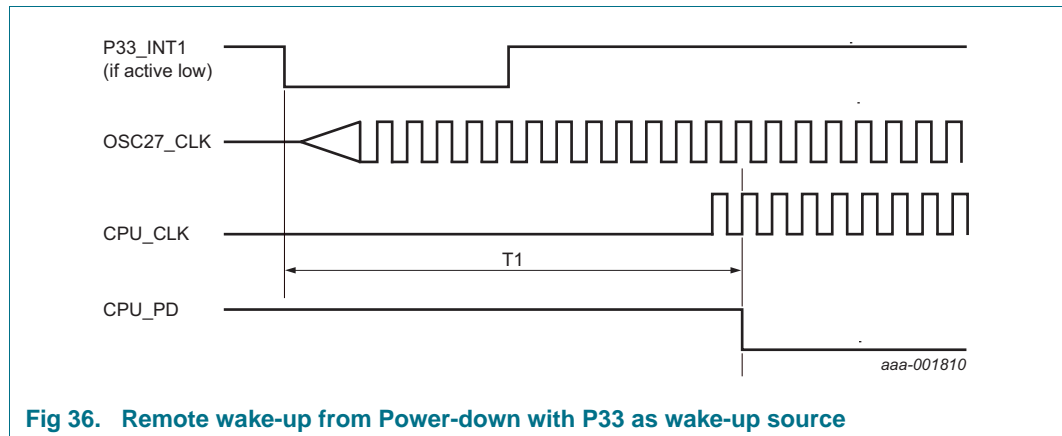 P33_INT1
(if active low)
OSC27_CLK
CPU_CLK
T1
CPU_PD
aaa-001810
Fig 36. Remote wake-up from Power-down with P33 as wake-up source